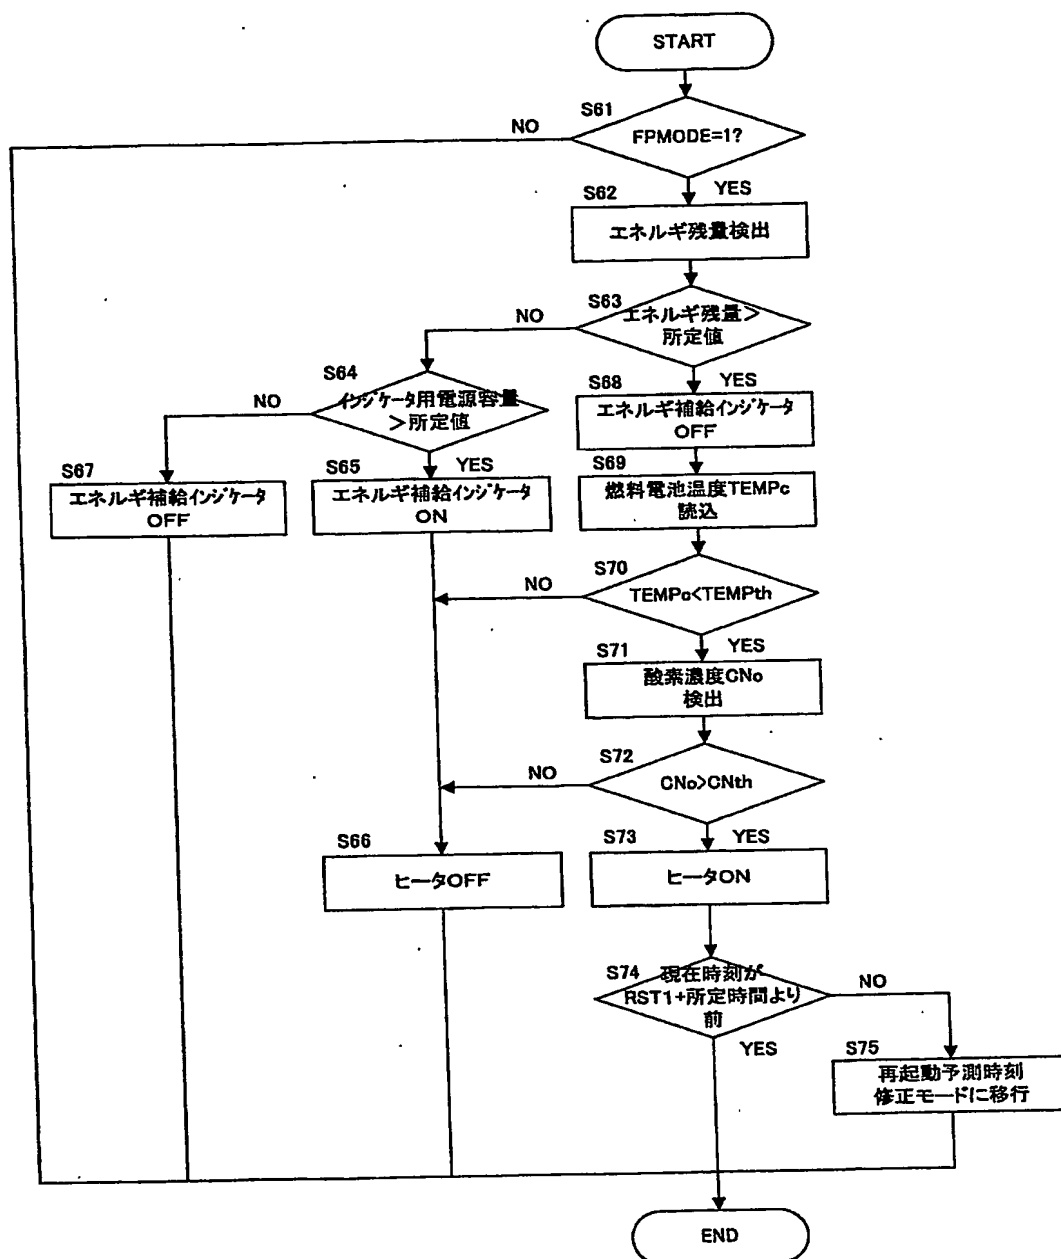 START
S61
FPMODE=1?
NO
YES
S62
エネルギ残量検出
S63
エネルギ残量＞
所定値
NO
YES
S64
インジケータ用電源容量
＞所定値
NO
YES
S68
エネルギ補給インジケータ
OFF
S67
エネルギ補給インジケータ
OFF
S65
エネルギ補給インジケータ
ON
S69
燃料電池温度TEMPc
読込
S70
TEMPc<TEMPth
NO
YES
S71
酸素濃度CNo
検出
S72
CNo>CNth
NO
YES
S66
ヒータOFF
S73
ヒータON
S74
現在時刻が
RST1+所定時間より
前
NO
YES
S75
再起動予測時刻
修正モードに移行
END